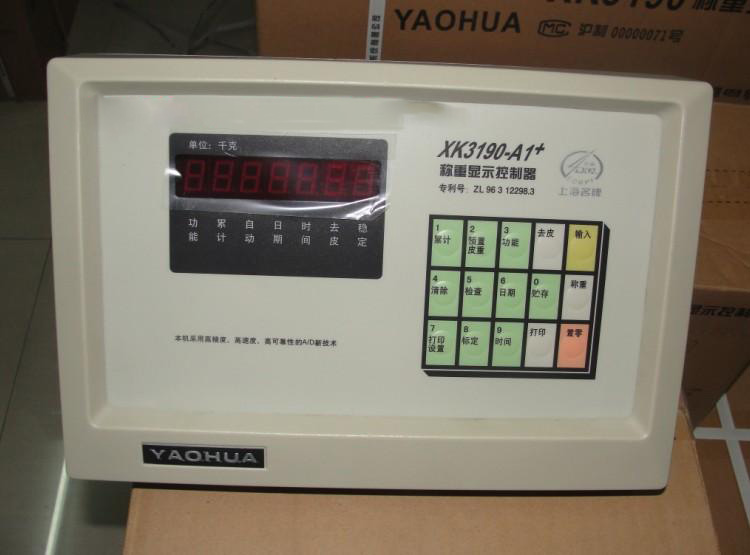 XK3190
称重
YAOHUA
MC 沪制 00000071号
单位：千克
功能 累计 自动 日期 时间 去皮 稳定
XK3190-A1+
称重显示控制器
专利号：ZL 96 3 12298.3
上海名牌
1 累计
2 预置皮重
3 功能
去皮
输入
4 清除
5 检查
6 日期
0 贮存
称重
7 打印设置
8 标定
9 时间
打印
置零
本机采用高精度、高速度、高可靠性的A/D新技术
YAOHUA